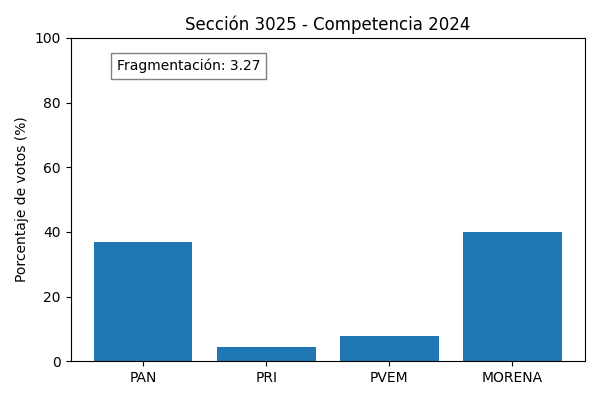 Sección 3025 - Competencia 2024
Fragmentación: 3.27
Porcentaje de votos (%)
100
80
60
40
20
0
PAN PRI PVEM MORENA